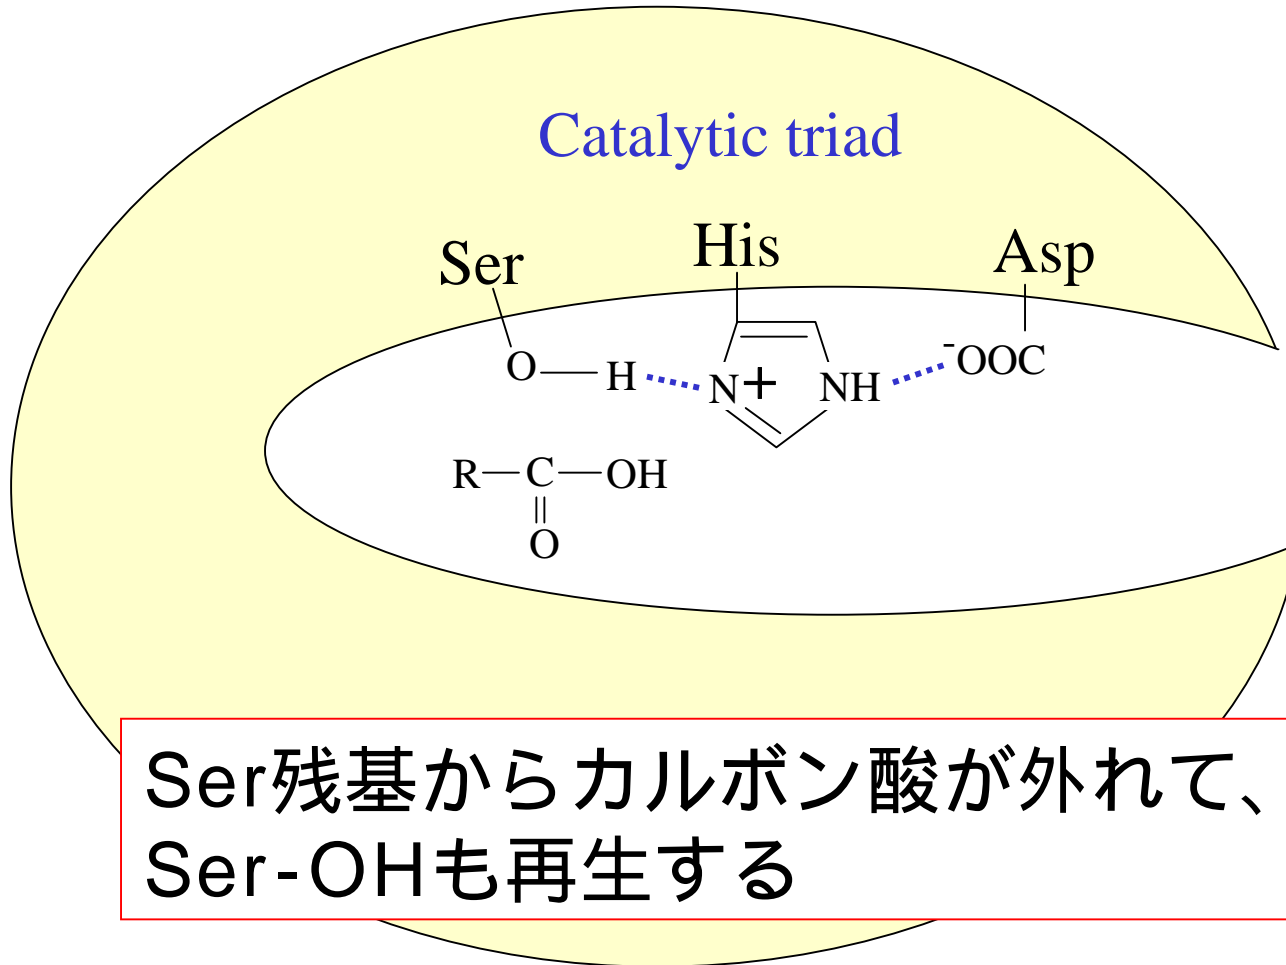 Catalytic triad
Ser His Asp
O H N+ NH -OOC
R C OH
O
Ser残基からカルボン酸が外れて、
Ser-OHも再生する